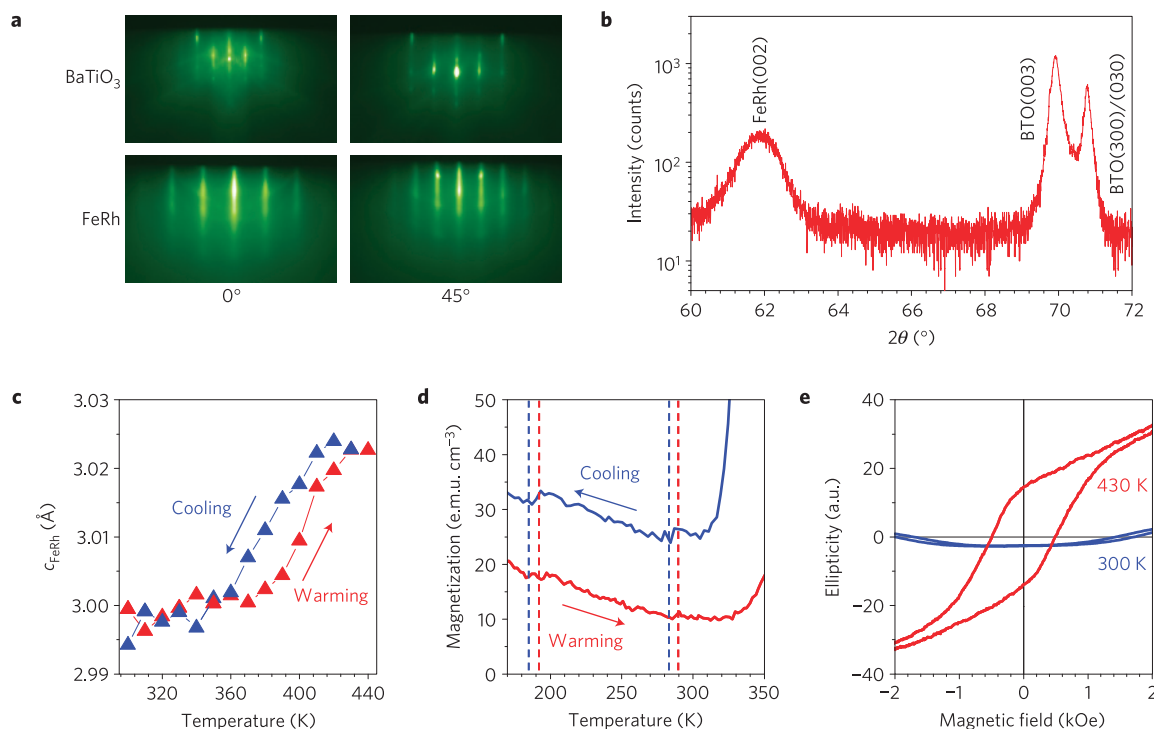 a
BaTiO3
FeRh
0°
45°
b
Intensity (counts)
10³
10²
10¹
FeRh(002)
BTO(003)
BTO(300)/(030)
60 62 64 66 68 70 72
2θ (°)
c
cFeRh (Å)
3.03
3.02
3.01
3.00
2.99
Cooling
Warming
320 360 400 440
Temperature (K)
d
Magnetization (e.m.u. cm⁻³)
50
40
30
20
10
0
Cooling
Warming
200 250 300 350
Temperature (K)
e
Ellipticity (a.u.)
40
20
0
−20
−40
430 K
300 K
−2 −1 0 1 2
Magnetic field (kOe)